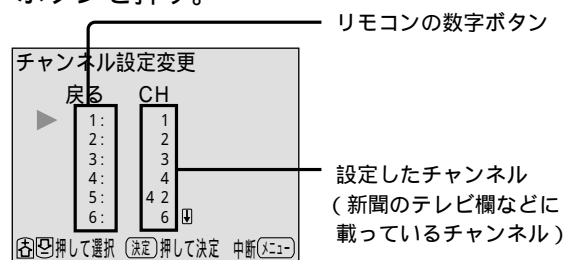 ボタンを押す。
リモコンの数字ボタン
チャンネル設定変更
戻る CH
1: 1
2: 2
3: 3
4: 4
5: 42
6: 6
押して選択 決定 押して決定 中断 メニュー
設定したチャンネル
(新聞のテレビ欄などに
載っているチャンネル)